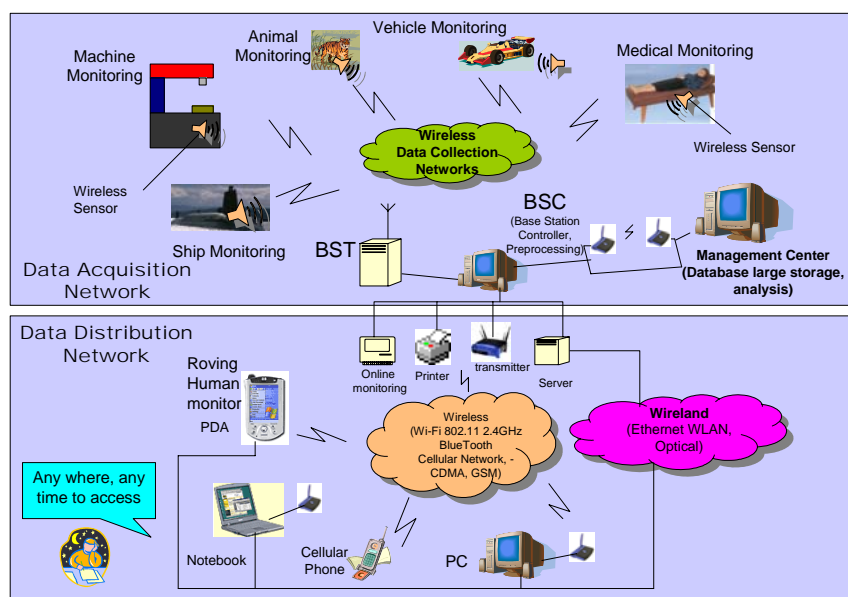 Machine
Monitoring
Animal
Monitoring
Vehicle Monitoring
Medical Monitoring
Wireless
Data Collection
Networks
Wireless Sensor
Wireless
Sensor
Ship Monitoring
BST
BSC
(Base Station
Controller,
Preprocessing)
Management Center
(Database large storage,
analysis)
Data Acquisition
Network
Data Distribution
Network
Online
monitoring
Printer
transmitter
Server
Roving
Human
monitor
PDA
Wireless
(Wi-Fi 802.11 2.4GHz
BlueTooth
Cellular Network, -
CDMA, GSM)
Wireland
(Ethernet WLAN,
Optical)
Any where, any
time to access
Notebook
Cellular
Phone
PC